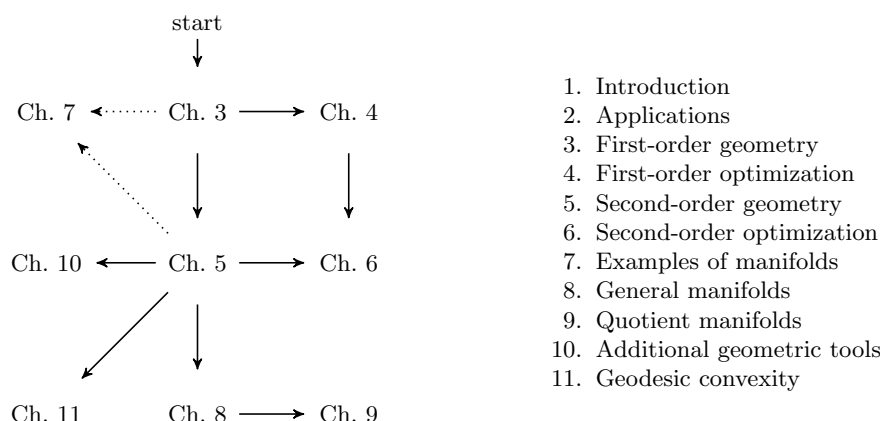 start
Ch. 7 Ch. 3 Ch. 4
Ch. 10 Ch. 5 Ch. 6
Ch. 11 Ch. 8 Ch. 9
1. Introduction
2. Applications
3. First-order geometry
4. First-order optimization
5. Second-order geometry
6. Second-order optimization
7. Examples of manifolds
8. General manifolds
9. Quotient manifolds
10. Additional geometric tools
11. Geodesic convexity